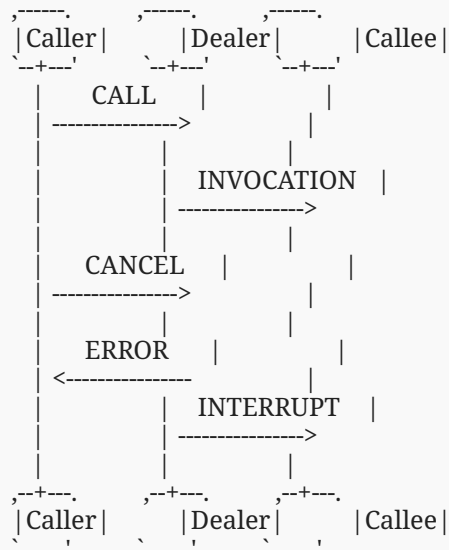 ,------.          ,------.          ,------.
|Caller|          |Dealer|          |Callee|
`--+---'          `--+---'          `--+---'
   |       CALL      |                 |
   | ---------------->                 |
   |                 |                 |
   |                 |    INVOCATION   |
   |                 | ---------------->
   |                 |                 |
   |      CANCEL     |                 |
   | ---------------->                 |
   |                 |                 |
   |      ERROR      |                 |
   | <----------------                 |
   |                 |    INTERRUPT    |
   |                 | ---------------->
   |                 |                 |
,--+---.          ,--+---.          ,--+---.
|Caller|          |Dealer|          |Callee|